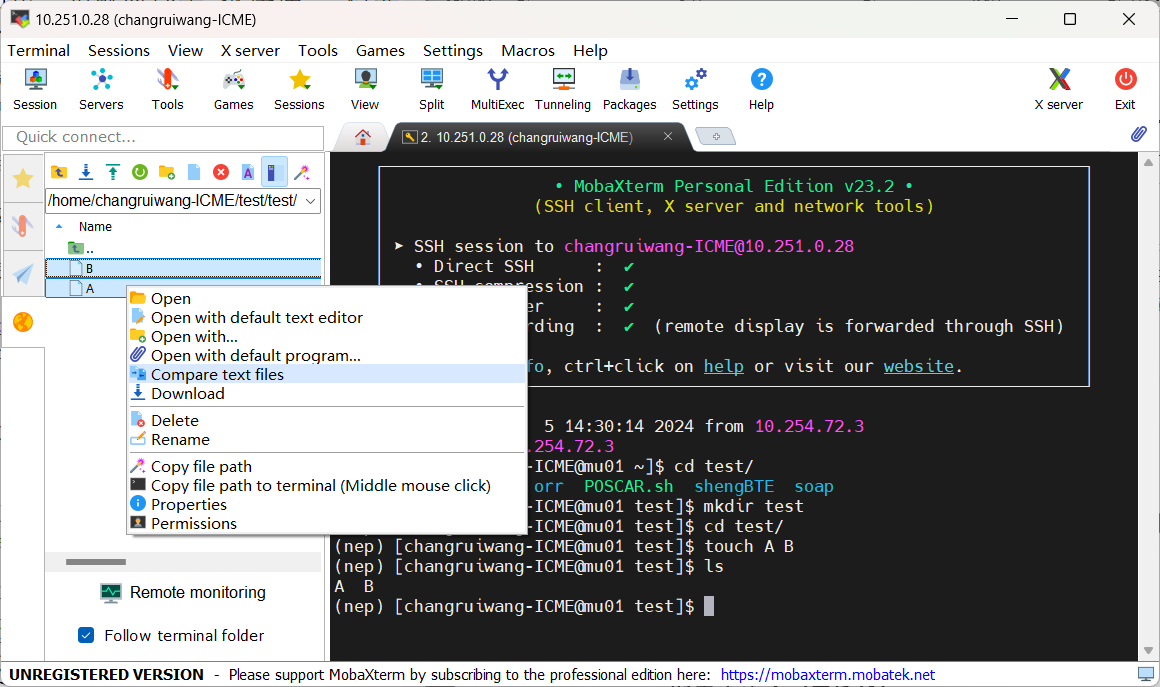 10.251.0.28 (changruiwang-ICME)
Terminal Sessions View X server Tools Games Settings Macros Help
Session Servers Tools Games Sessions View Split MultiExec Tunneling Packages Settings Help X server Exit
Quick connect...
2. 10.251.0.28 (changruiwang-ICME)
/home/changruiwang-ICME/test/test/
Name
..
B
A
Open
Open with default text editor
Open with...
Open with default program...
Compare text files
Download
Delete
Rename
Copy file path
Copy file path to terminal (Middle mouse click)
Properties
Permissions
Remote monitoring
Follow terminal folder
• MobaXterm Personal Edition v23.2 •
(SSH client, X server and network tools)
➤ SSH session to changruiwang-ICME@10.251.0.28
• Direct SSH : ✔
• SSH compression : ✔
er : ✔
rding : ✔ (remote display is forwarded through SSH)
fo, ctrl+click on help or visit our website.
5 14:30:14 2024 from 10.254.72.3
.254.72.3
-ICME@mu01 ~]$ cd test/
orr POSCAR.sh shengBTE soap
-ICME@mu01 test]$ mkdir test
-ICME@mu01 test]$ cd test/
(nep) [changruiwang-ICME@mu01 test]$ touch A B
(nep) [changruiwang-ICME@mu01 test]$ ls
A B
(nep) [changruiwang-ICME@mu01 test]$
UNREGISTERED VERSION - Please support MobaXterm by subscribing to the professional edition here: https://mobaxterm.mobatek.net